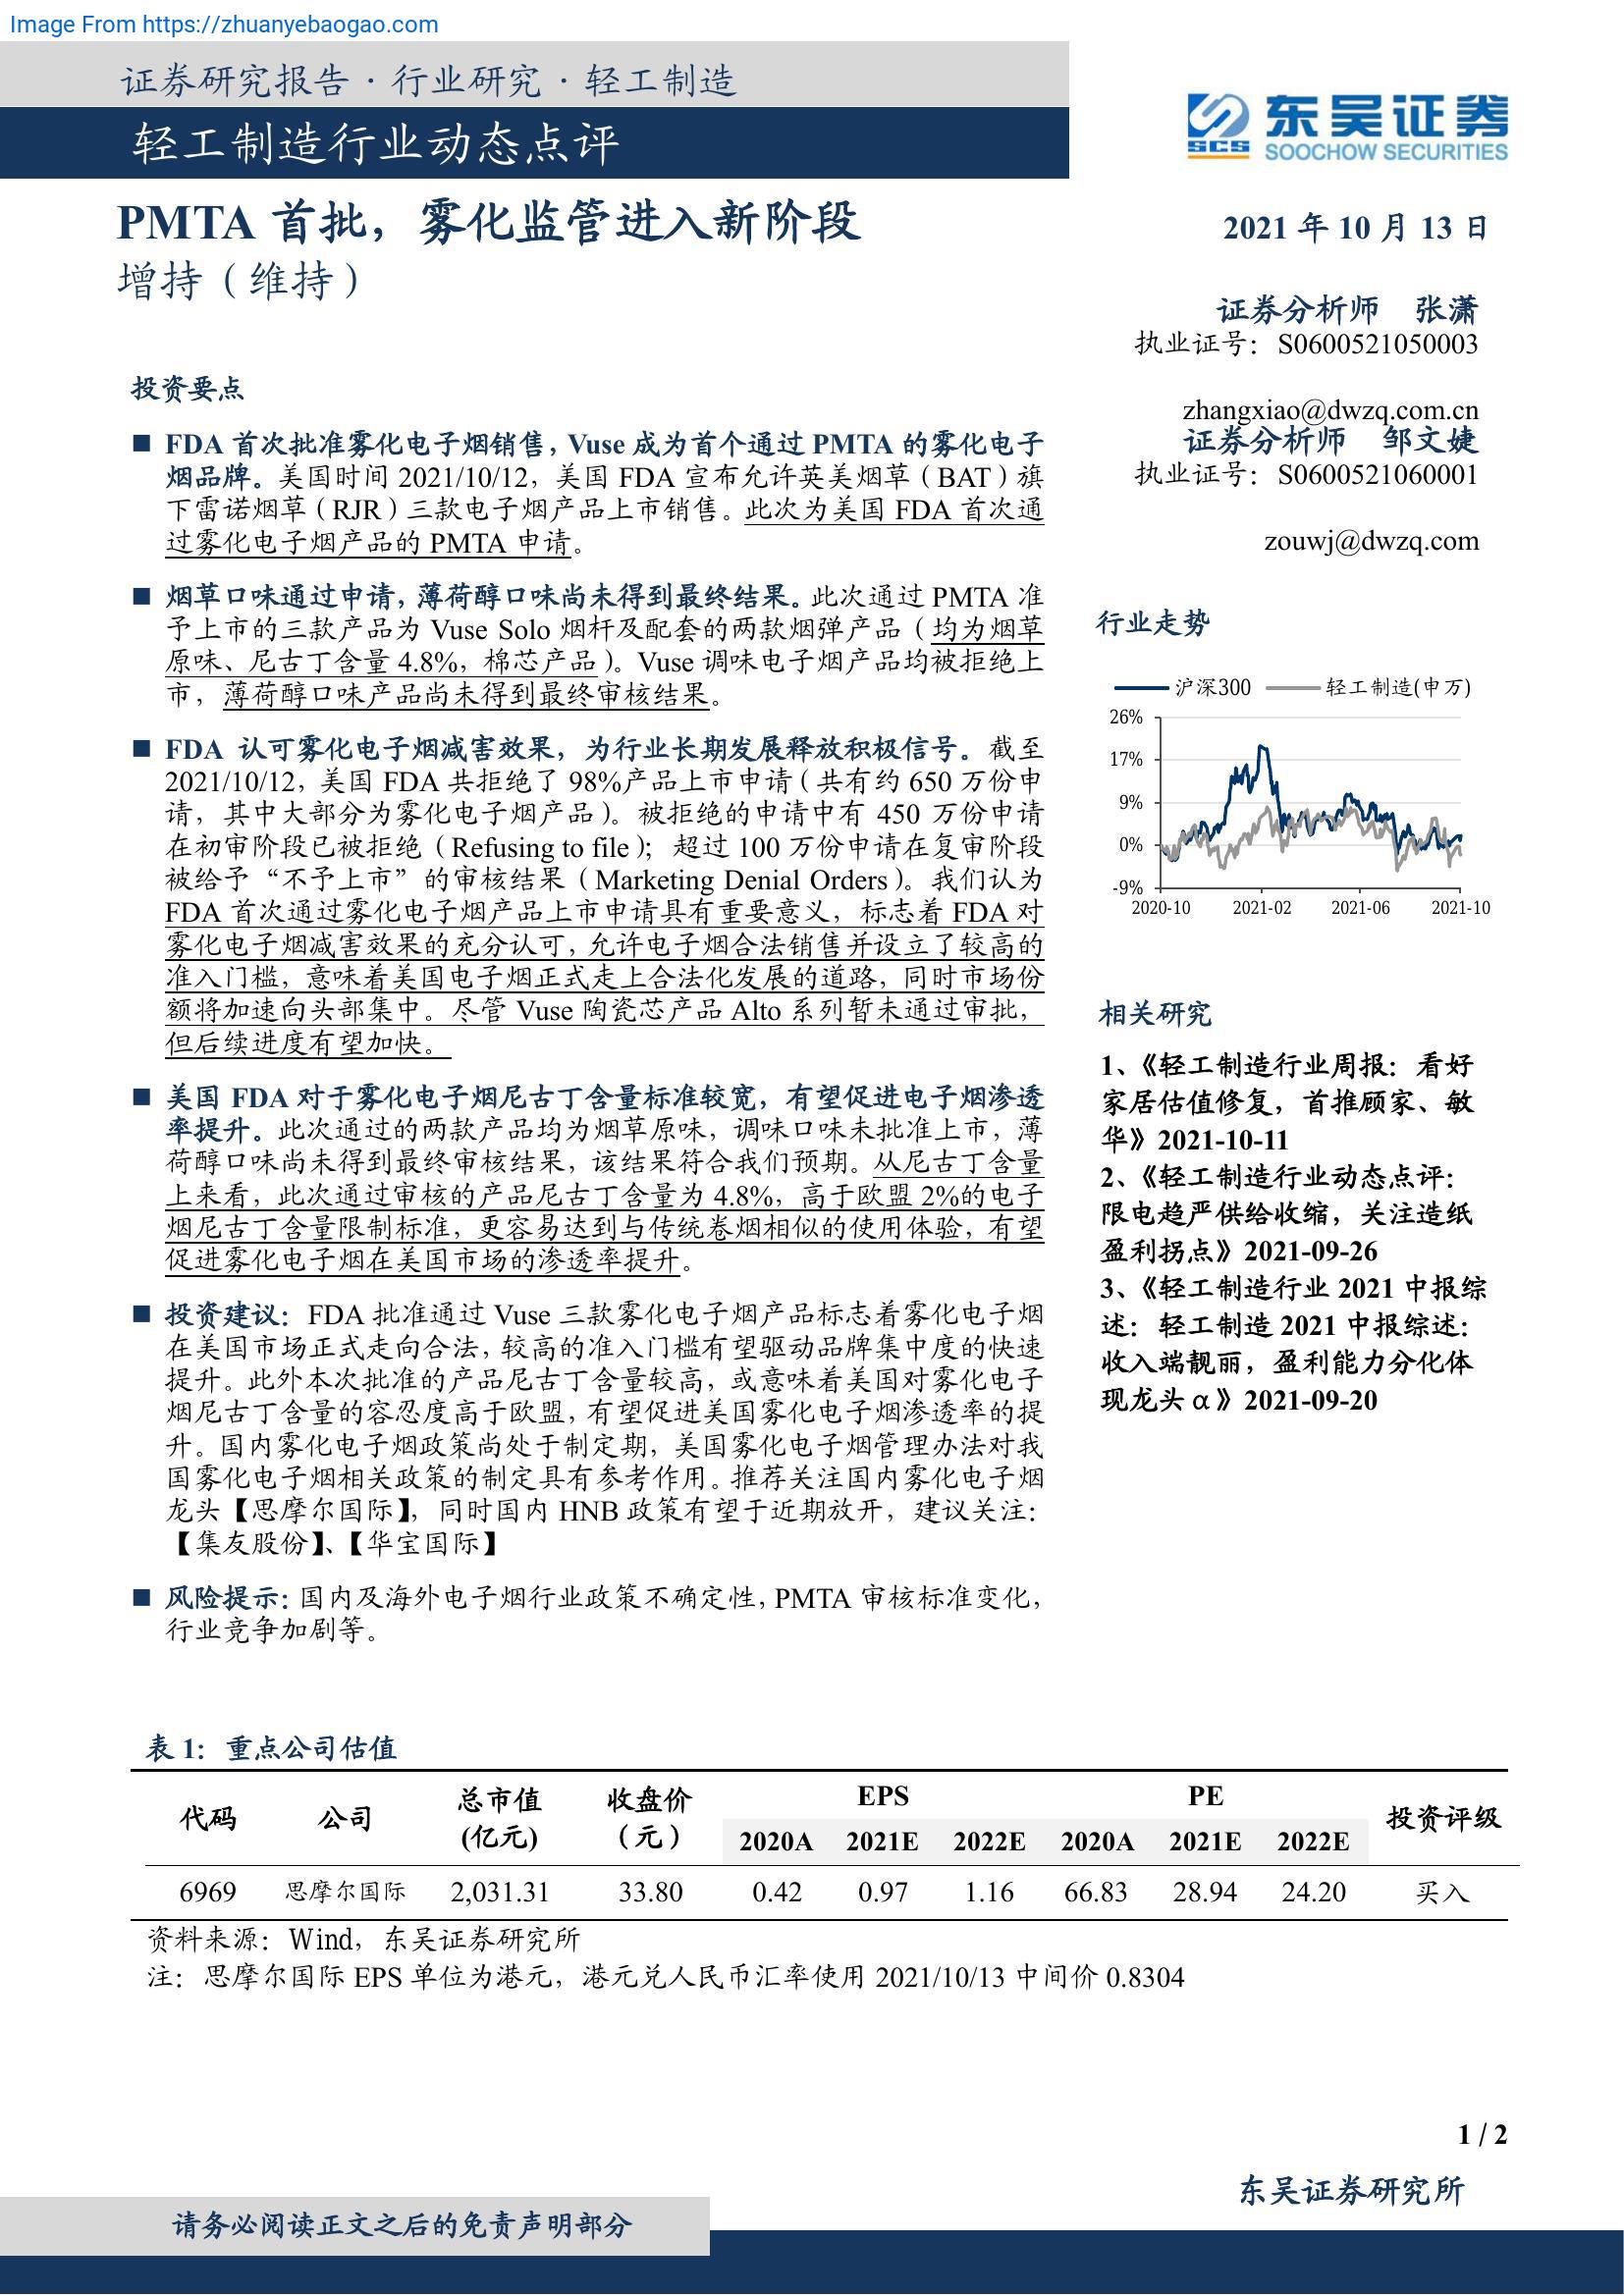 Image From https://zhuanyebaogao.com
证券研究报告·行业研究·轻工制造
轻工制造行业动态点评
东吴证券
SCS
SOOCHOW SECURITIES
PMTA 首批，雾化监管进入新阶段
增持（维持）
2021 年 10 月 13 日
证券分析师 张潇
执业证号：S0600521050003
zhangxiao@dwzq.com.cn
证券分析师 邹文婕
执业证号：S0600521060001
zouwj@dwzq.com
投资要点
■ FDA 首次批准雾化电子烟销售，Vuse 成为首个通过 PMTA 的雾化电子
烟品牌。美国时间 2021/10/12，美国 FDA 宣布允许英美烟草（BAT）旗
下雷诺烟草（RJR）三款电子烟产品上市销售。此次为美国 FDA 首次通
过雾化电子烟产品的 PMTA 申请。
■ 烟草口味通过申请，薄荷醇口味尚未得到最终结果。此次通过 PMTA 准
予上市的三款产品为 Vuse Solo 烟杆及配套的两款烟弹产品（均为烟草
原味、尼古丁含量 4.8%，棉芯产品）。Vuse 调味电子烟产品均被拒绝上
市，薄荷醇口味产品尚未得到最终审核结果。
■ FDA 认可雾化电子烟减害效果，为行业长期发展释放积极信号。截至
2021/10/12，美国 FDA 共拒绝了 98%产品上市申请（共有约 650 万份申
请，其中大部分为雾化电子烟产品）。被拒绝的申请中有 450 万份申请
在初审阶段已被拒绝（Refusing to file）；超过 100 万份申请在复审阶段
被给予“不予上市”的审核结果（Marketing Denial Orders）。我们认为
FDA 首次通过雾化电子烟产品上市申请具有重要意义，标志着 FDA 对
雾化电子烟减害效果的充分认可，允许电子烟合法销售并设立了较高的
准入门槛，意味着美国电子烟正式走上合法化发展的道路，同时市场份
额将加速向头部集中。尽管 Vuse 陶瓷芯产品 Alto 系列暂未通过审批，
但后续进度有望加快。
■ 美国 FDA 对于雾化电子烟尼古丁含量标准较宽，有望促进电子烟渗透
率提升。此次通过的两款产品均为烟草原味，调味口味未批准上市，薄
荷醇口味尚未得到最终审核结果，该结果符合我们预期。从尼古丁含量
上来看，此次通过审核的产品尼古丁含量为 4.8%，高于欧盟 2%的电子
烟尼古丁含量限制标准，更容易达到与传统卷烟相似的使用体验，有望
促进雾化电子烟在美国市场的渗透率提升。
■ 投资建议：FDA 批准通过 Vuse 三款雾化电子烟产品标志着雾化电子烟
在美国市场正式走向合法，较高的准入门槛有望驱动品牌集中度的快速
提升。此外本次批准的产品尼古丁含量较高，或意味着美国对雾化电子
烟尼古丁含量的容忍度高于欧盟，有望促进美国雾化电子烟渗透率的提
升。国内雾化电子烟政策尚处于制定期，美国雾化电子烟管理办法对我
国雾化电子烟相关政策的制定具有参考作用。推荐关注国内雾化电子烟
龙头【思摩尔国际】，同时国内 HNB 政策有望于近期放开，建议关注：
【集友股份】、【华宝国际】
■ 风险提示：国内及海外电子烟行业政策不确定性，PMTA 审核标准变化，
行业竞争加剧等。
行业走势
沪深300 轻工制造(申万)
26%
17%
9%
0%
-9%
2020-10 2021-02 2021-06 2021-10
相关研究
1、《轻工制造行业周报：看好
家居估值修复，首推顾家、敏
华》2021-10-11
2、《轻工制造行业动态点评：
限电趋严供给收缩，关注造纸
盈利拐点》2021-09-26
3、《轻工制造行业 2021 中报综
述：轻工制造 2021 中报综述：
收入端靓丽，盈利能力分化体
现龙头α》2021-09-20
表 1：重点公司估值
代码 公司 总市值(亿元) 收盘价（元） EPS PE 投资评级
2020A 2021E 2022E 2020A 2021E 2022E
6969 思摩尔国际 2,031.31 33.80 0.42 0.97 1.16 66.83 28.94 24.20 买入
资料来源：Wind，东吴证券研究所
注：思摩尔国际 EPS 单位为港元，港元兑人民币汇率使用 2021/10/13 中间价 0.8304
1 / 2
东吴证券研究所
请务必阅读正文之后的免责声明部分